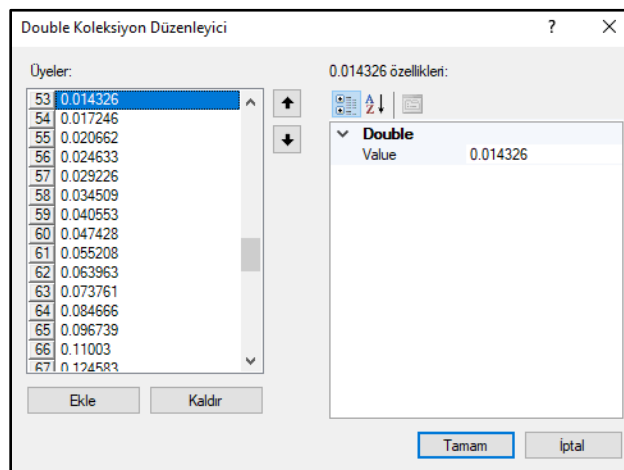 Double Koleksiyon Düzenleyici ? ×
Üyeler:
53 0.014326
54 0.017246
55 0.020662
56 0.024633
57 0.029226
58 0.034509
59 0.040553
60 0.047428
61 0.055208
62 0.063963
63 0.073761
64 0.084666
65 0.096739
66 0.11003
67 0.124583
Ekle Kaldır
0.014326 özellikleri:
Double
Value 0.014326
Tamam İptal